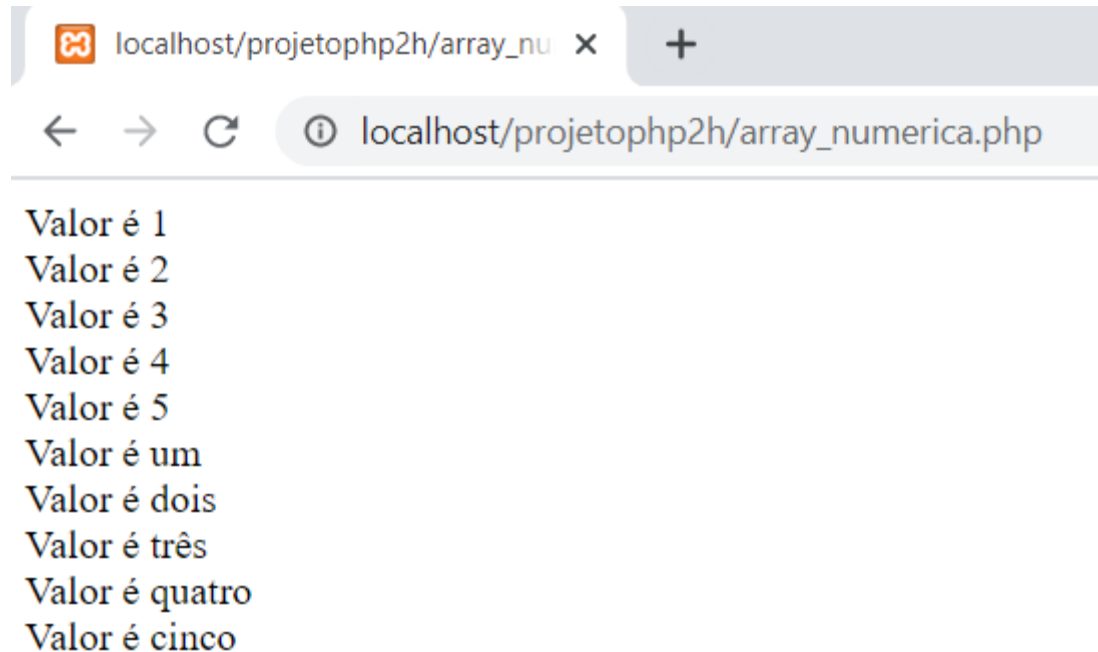 localhost/projetophp2h/array_nu
localhost/projetophp2h/array_numerica.php
Valor é 1
Valor é 2
Valor é 3
Valor é 4
Valor é 5
Valor é um
Valor é dois
Valor é três
Valor é quatro
Valor é cinco